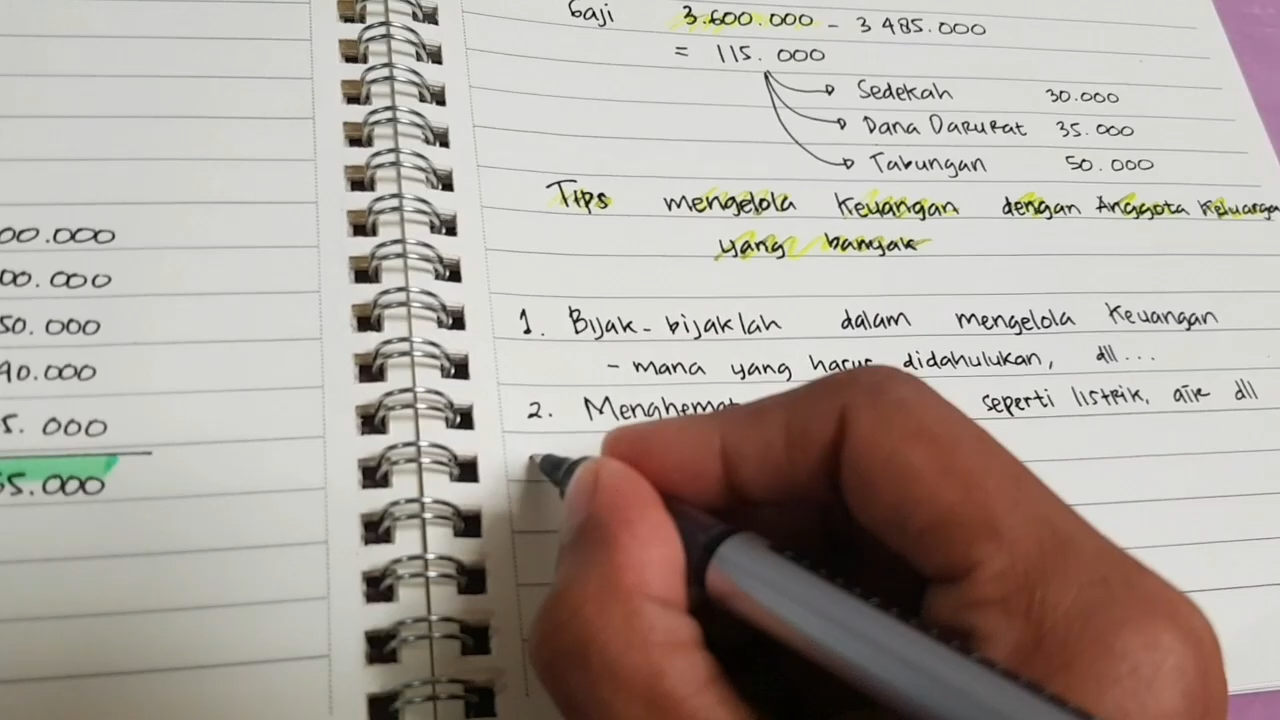 00.000
00.000
50.000
90.000
5.000
55.000
Gaji 3.600.000 - 3 485.000
= 115.000
Sedekah 30.000
Dana Darurat 35.000
Tabungan 50.000
Tips mengelola Keuangan dengan Anggota Keluarga
yang banyak
1. Bijak-bijaklah dalam mengelola Keuangan
- mana yang harus didahulukan, dll...
2. Menghemat seperti listrik, air dll